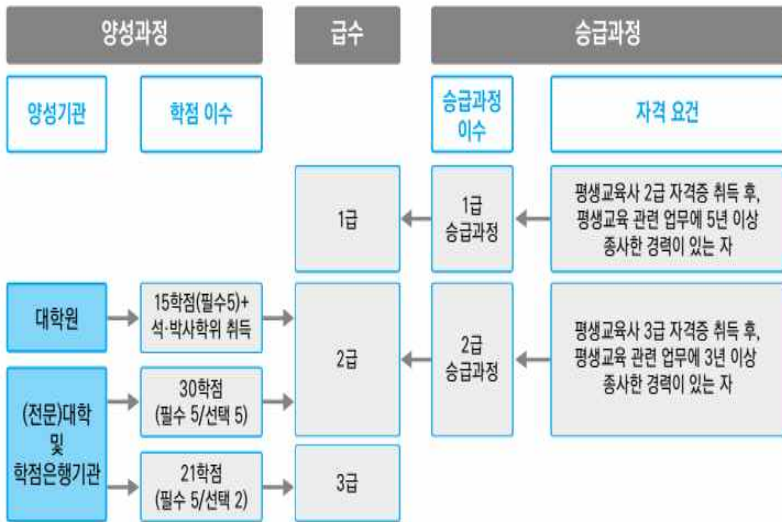 양성과정
급수
승급과정
양성기관
학점 이수
승급과정
이수
자격 요건
1급
1급
승급과정
평생교육사 2급 자격증 취득 후,
평생교육 관련 업무에 5년 이상
종사한 경력이 있는 자
대학원
15학점(필수5)+
석·박사학위 취득
2급
2급
승급과정
평생교육사 3급 자격증 취득 후,
평생교육 관련 업무에 3년 이상
종사한 경력이 있는 자
(전문)대학
및
학점은행기관
30학점
(필수 5/선택 5)
21학점
(필수 5/선택 2)
3급